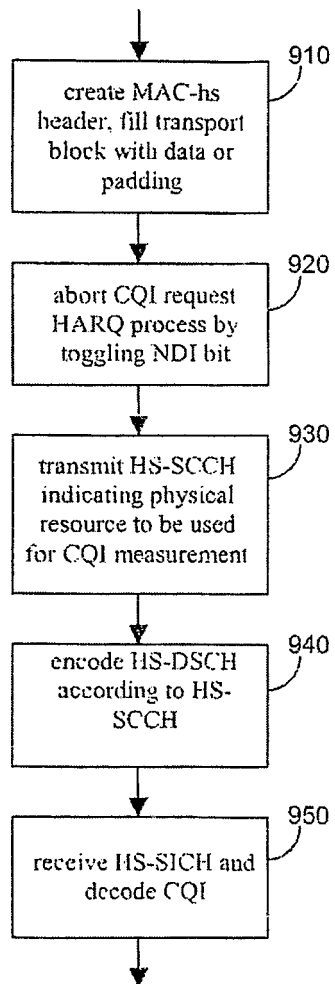 910
create MAC-hs
header, fill transport
block with data or
padding
920
abort CQI request
HARQ process by
toggling NDI bit
930
transmit HS-SCCH
indicating physical
resource to be used
for CQI measurement
940
encode HS-DSCH
according to HS-
SCCH
950
receive HS-SICH and
decode CQI